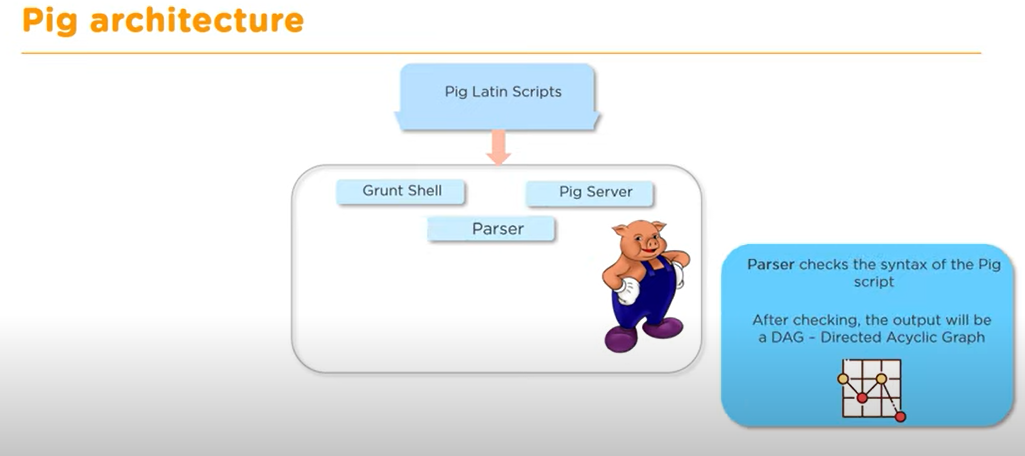 Pig architecture
Pig Latin Scripts
Grunt Shell
Pig Server
Parser
Parser checks the syntax of the Pig
script
After checking, the output will be
a DAG – Directed Acyclic Graph